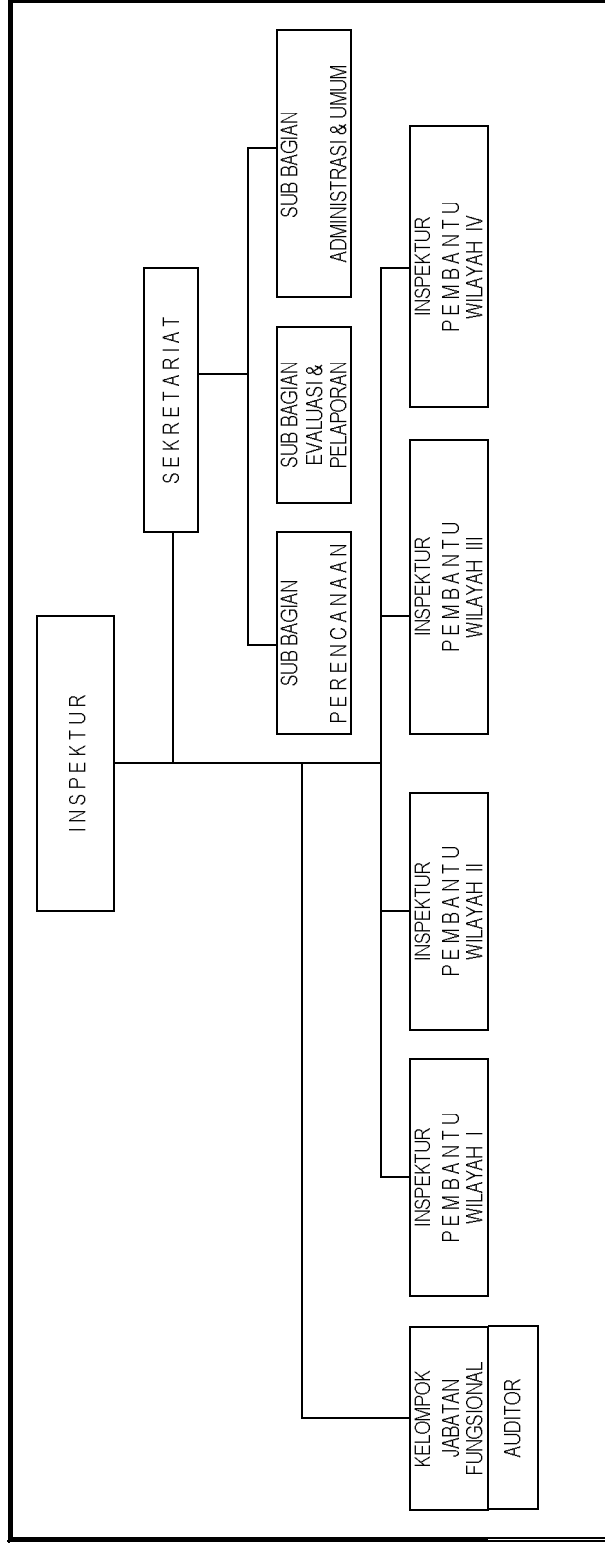 INSPEKTUR
SEKRETARIAT
SUB BAGIAN
PERENCANAAN
SUB BAGIAN
EVALUASI &
PELAPORAN
SUB BAGIAN
ADMINISTRASI & UMUM
KELOMPOK
JABATAN
FUNGSIONAL
AUDITOR
INSPEKTUR
PEMBANTU
WILAYAH I
INSPEKTUR
PEMBANTU
WILAYAH II
INSPEKTUR
PEMBANTU
WILAYAH III
INSPEKTUR
PEMBANTU
WILAYAH IV